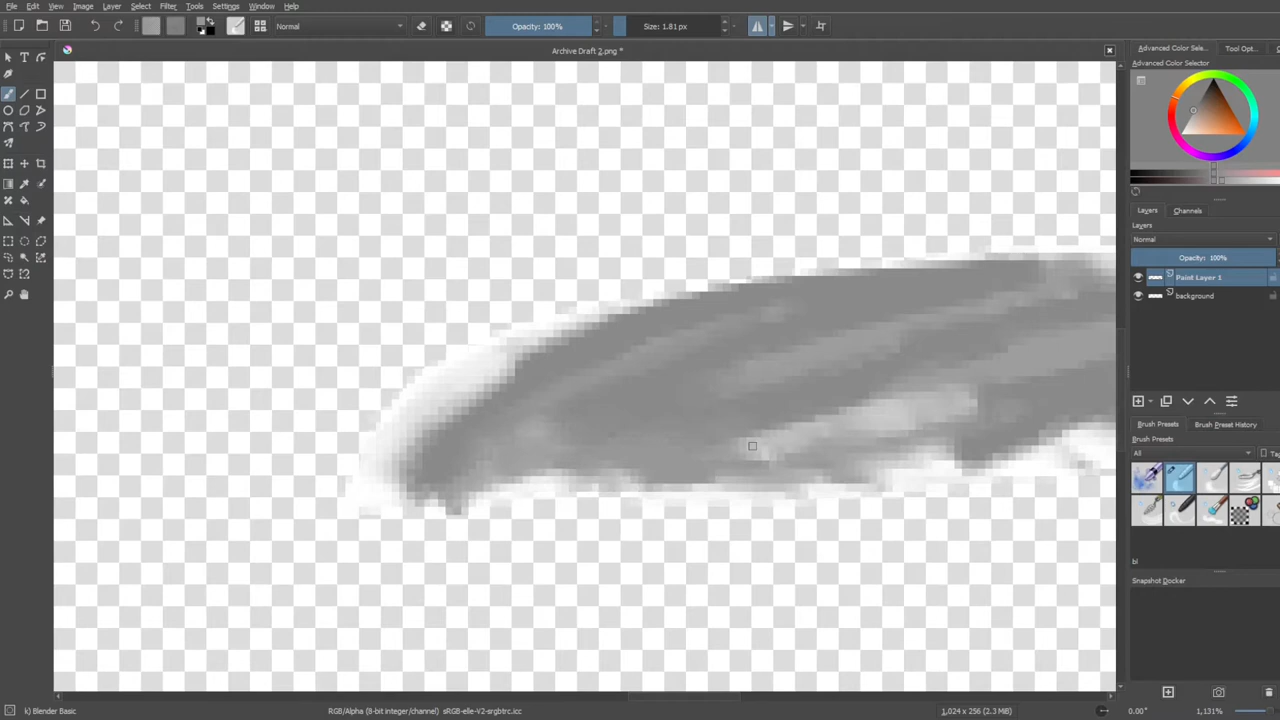 File Edit View Image Layer Select Filter Tools Settings Window Help
Normal Opacity: 100% Size: 1.81 px
Archive Draft 2.png *
Advanced Color Sele... Tool Opt...
Advanced Color Selector
Layers Channels
Layers
Normal
Opacity: 100%
Paint Layer 1
background
Brush Presets Brush Preset History
Brush Presets
All Tag
bl
Snapshot Docker
k) Blender Basic RGB/Alpha (8-bit integer/channel) sRGB-elle-V2-srgbtrc.icc 1,024 x 256 (2.3 MiB) 0.00° 1,131%